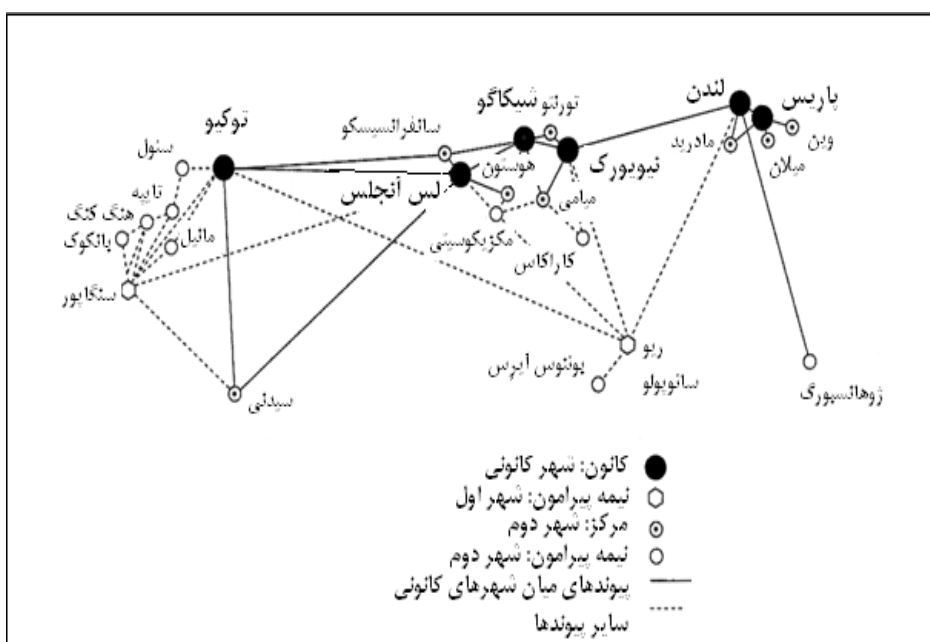 پاریس
لندن
وین
میلان
مادرید
تورنتو
شیکاگو
نیویورک
سانفرانسیسکو
هوستون
لس آنجلس
میامی
مکزیکوسیتی
کاراکاس
توکیو
سئول
تایپه
هنگ کنگ
بانکوک
مانیل
سنگاپور
سیدنی
ریو
سائوپولو
بوئنوس آیرس
ژوهانسبورگ
کانون: شهر کانونی
نیمه پیرامون: شهر اول
مرکز: شهر دوم
نیمه پیرامون: شهر دوم
پیوندهای میان شهرهای کانونی
سایر پیوندها